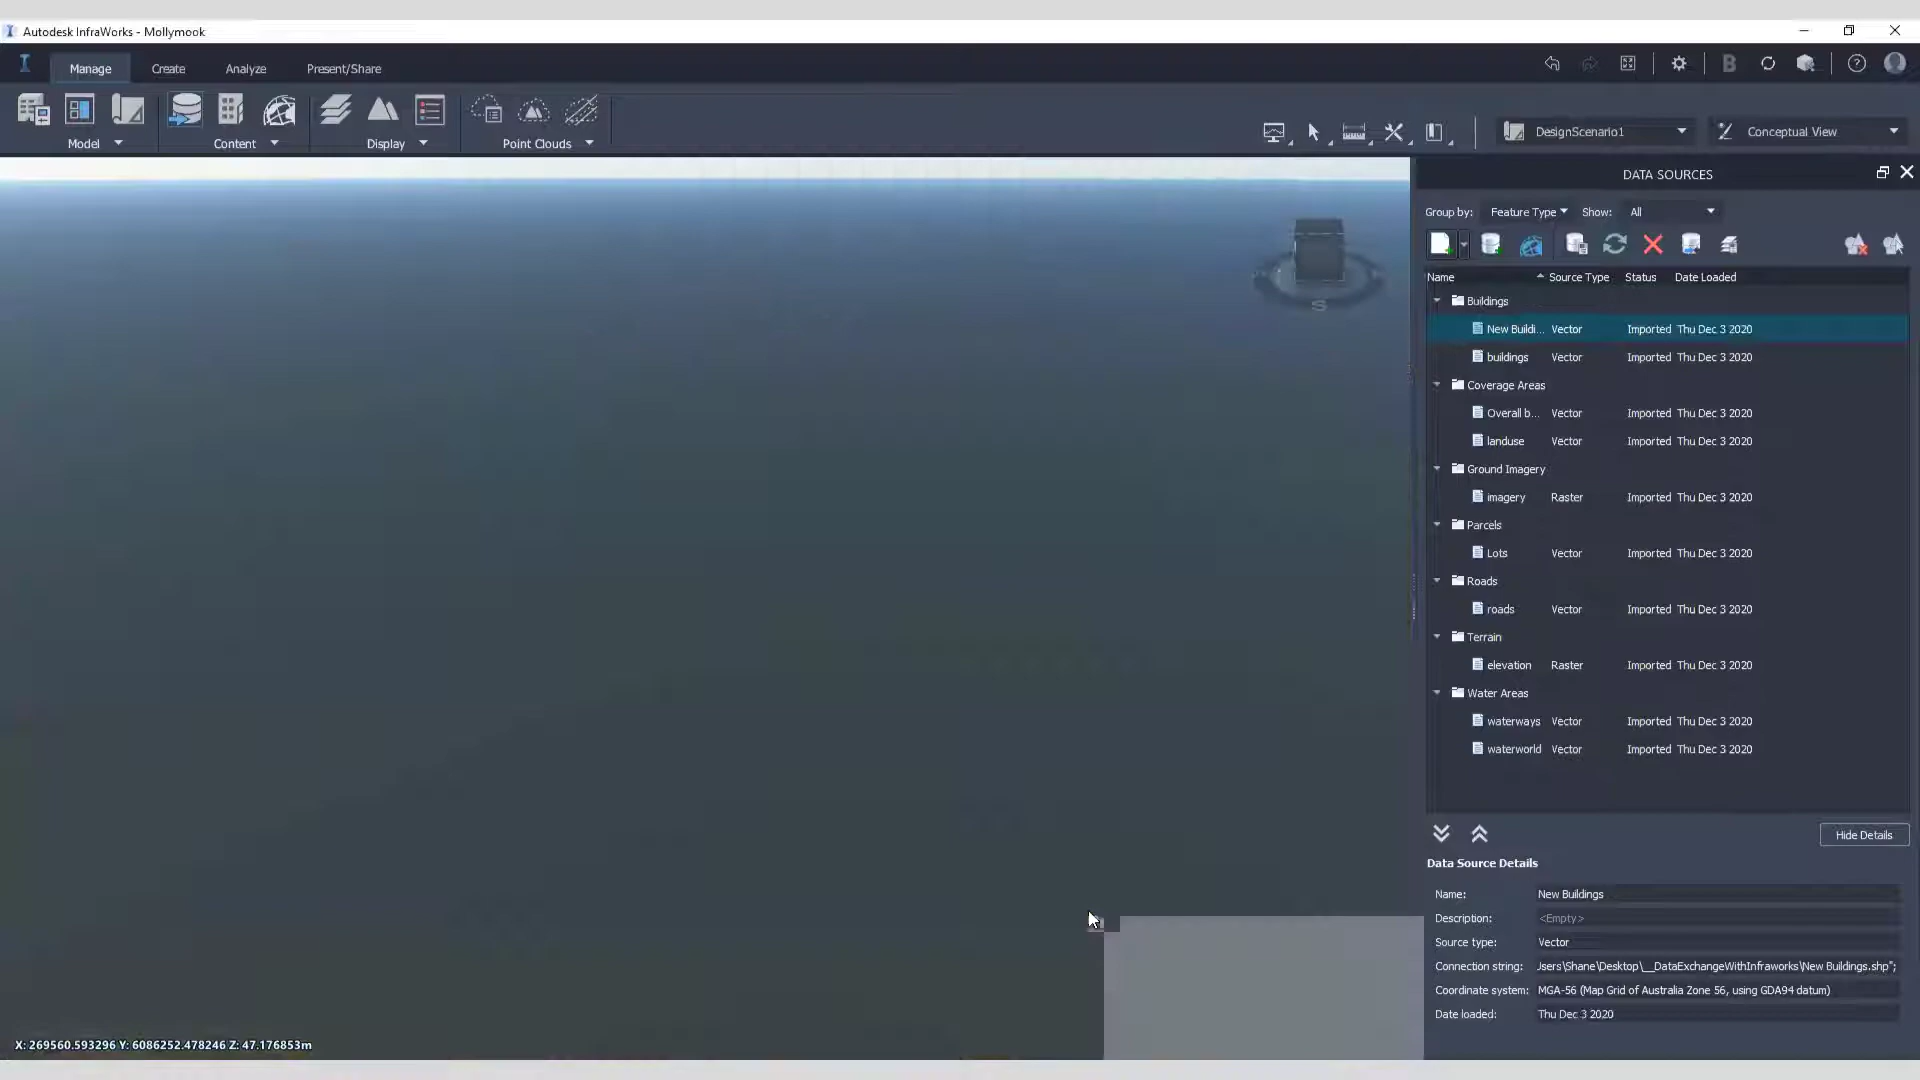 Autodesk InfraWorks - Mollymook
Manage Create Analyze Present/Share
Model Content Display Point Clouds
DesignScenario1 Conceptual View
DATA SOURCES
Group by: Feature Type Show: All
Name Source Type Status Date Loaded
Buildings
New Buildi... Vector Imported Thu Dec 3 2020
buildings Vector Imported Thu Dec 3 2020
Coverage Areas
Overall b... Vector Imported Thu Dec 3 2020
landuse Vector Imported Thu Dec 3 2020
Ground Imagery
imagery Raster Imported Thu Dec 3 2020
Parcels
Lots Vector Imported Thu Dec 3 2020
Roads
roads Vector Imported Thu Dec 3 2020
Terrain
elevation Raster Imported Thu Dec 3 2020
Water Areas
waterways Vector Imported Thu Dec 3 2020
waterworld Vector Imported Thu Dec 3 2020
Hide Details
Data Source Details
Name: New Buildings
Description: <Empty>
Source type: Vector
Connection string: Jsers\Shane\Desktop\__DataExchangeWithInfraworks\New Buildings.shp";
Coordinate system: MGA-56 (Map Grid of Australia Zone 56, using GDA94 datum)
Date loaded: Thu Dec 3 2020
S
X: 269560.593296 Y: 6086252.478246 Z: 47.176853m